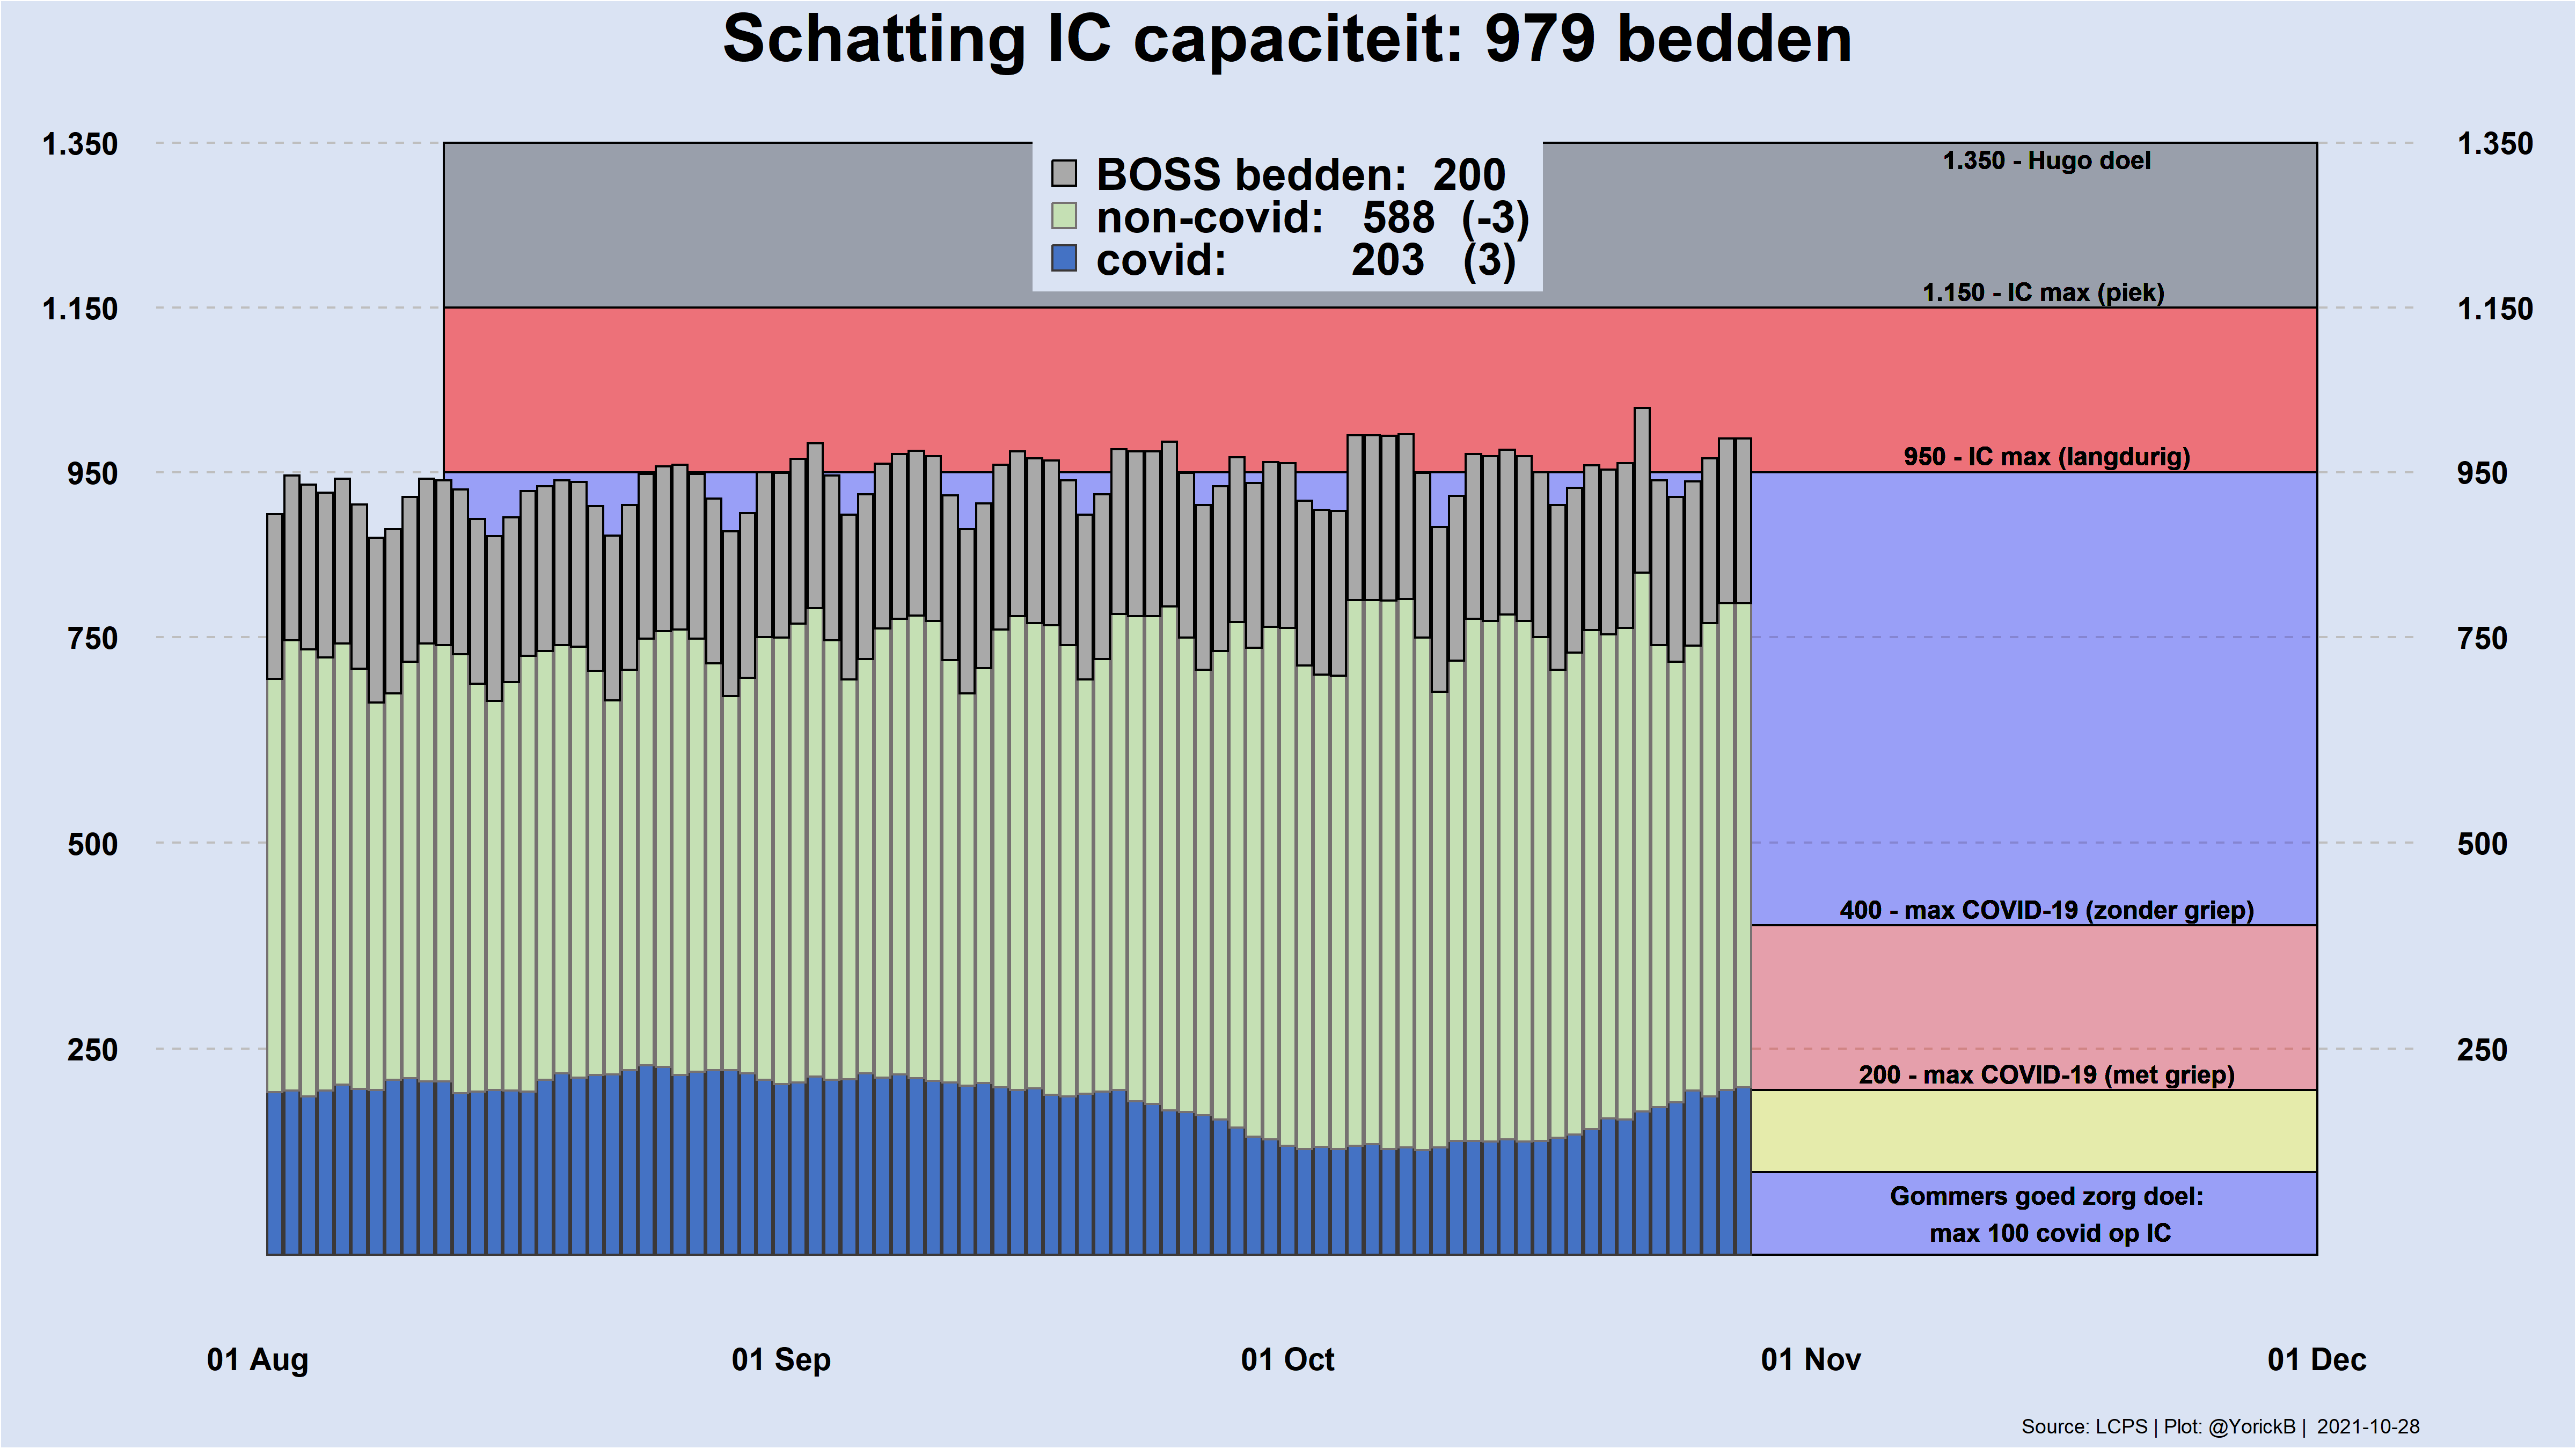 Schatting IC capaciteit: 979 bedden
BOSS bedden: 200
non-covid: 588 (-3)
covid: 203 (3)
1.350
1.150
950
750
500
250
1.350 - Hugo doel
1.150 - IC max (piek)
950 - IC max (langdurig)
400 - max COVID-19 (zonder griep)
200 - max COVID-19 (met griep)
Gommers goed zorg doel:
max 100 covid op IC
1.350
1.150
950
750
500
250
01 Aug
01 Sep
01 Oct
01 Nov
01 Dec
Source: LCPS | Plot: @YorickB | 2021-10-28